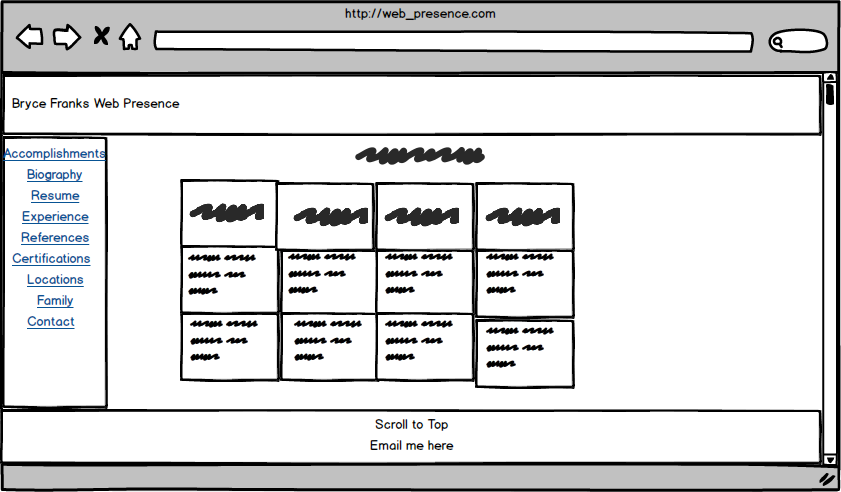 http://web_presence.com
Bryce Franks Web Presence
Accomplishments
Biography
Resume
Experience
References
Certifications
Locations
Family
Contact
Scroll to Top
Email me here